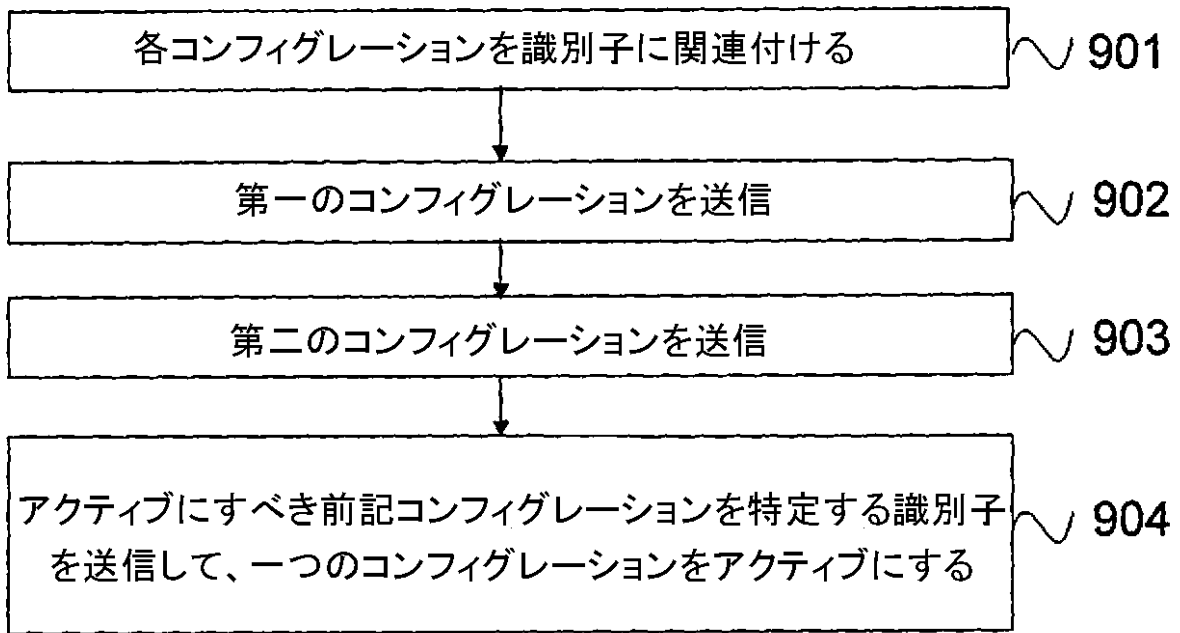 各コンフィグレーションを識別子に関連付ける
901
第一のコンフィグレーションを送信
902
第二のコンフィグレーションを送信
903
アクティブにすべき前記コンフィグレーションを特定する識別子
を送信して、一つのコンフィグレーションをアクティブにする
904